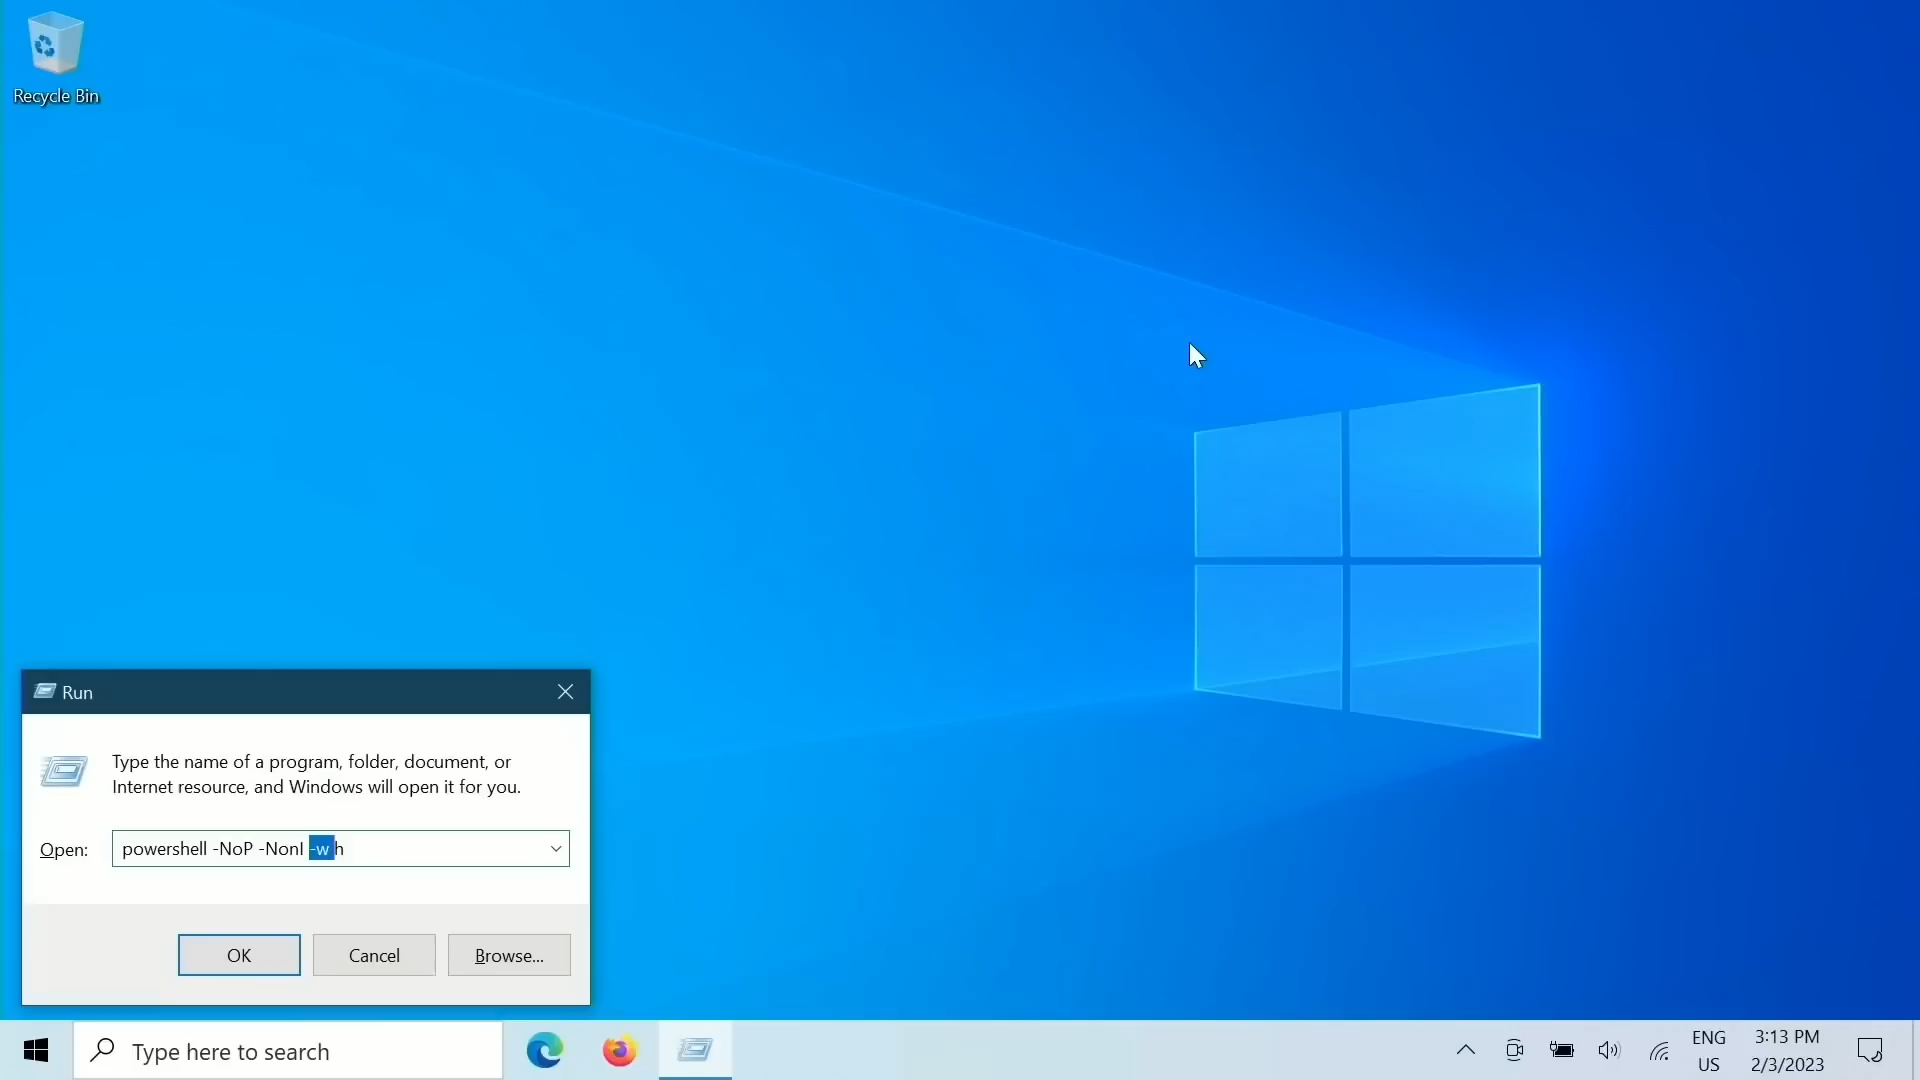 Recycle Bin
Run
Type the name of a program, folder, document, or
Internet resource, and Windows will open it for you.
Open: powershell -NoP -NonI -w h
OK Cancel Browse...
Type here to search
ENG
US
3:13 PM
2/3/2023